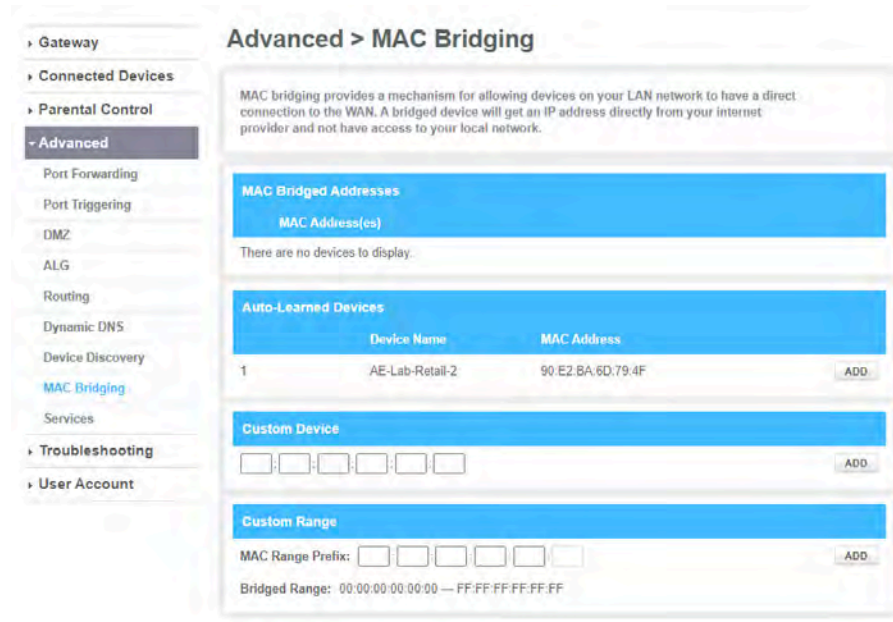 Gateway
Connected Devices
Parental Control
Advanced
Port Forwarding
Port Triggering
DMZ
ALG
Routing
Dynamic DNS
Device Discovery
MAC Bridging
Services
Troubleshooting
User Account
Advanced > MAC Bridging
MAC bridging provides a mechanism for allowing devices on your LAN network to have a direct
connection to the WAN. A bridged device will get an IP address directly from your internet
provider and not have access to your local network.
MAC Bridged Addresses
MAC Address(es)
There are no devices to display.
Auto-Learned Devices
Device Name MAC Address
1 AE-Lab-Retail-2 90:E2:BA:6D:79:4F ADD
Custom Device
: : : : : ADD
Custom Range
MAC Range Prefix: : : : : : ADD
Bridged Range: 00:00:00:00:00:00 — FF:FF:FF:FF:FF:FF